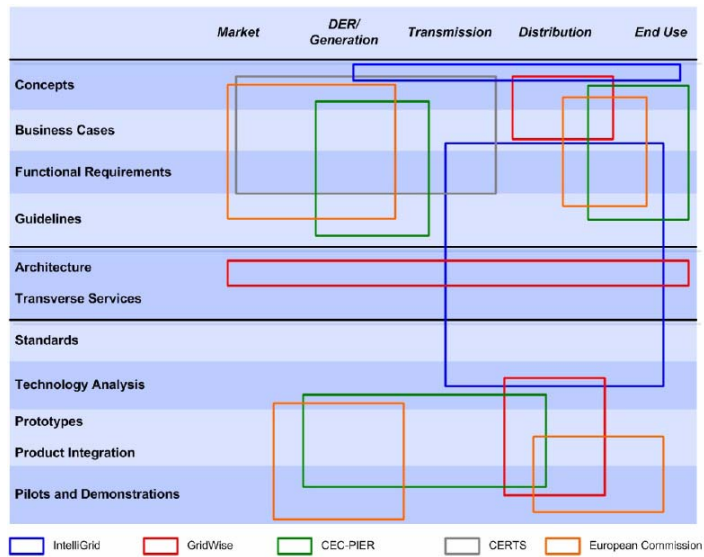 Market
DER/
Generation
Transmission
Distribution
End Use
Concepts
Business Cases
Functional Requirements
Guidelines
Architecture
Transverse Services
Standards
Technology Analysis
Prototypes
Product Integration
Pilots and Demonstrations
IntelliGrid
GridWise
CEC-PIER
CERTS
European Commission